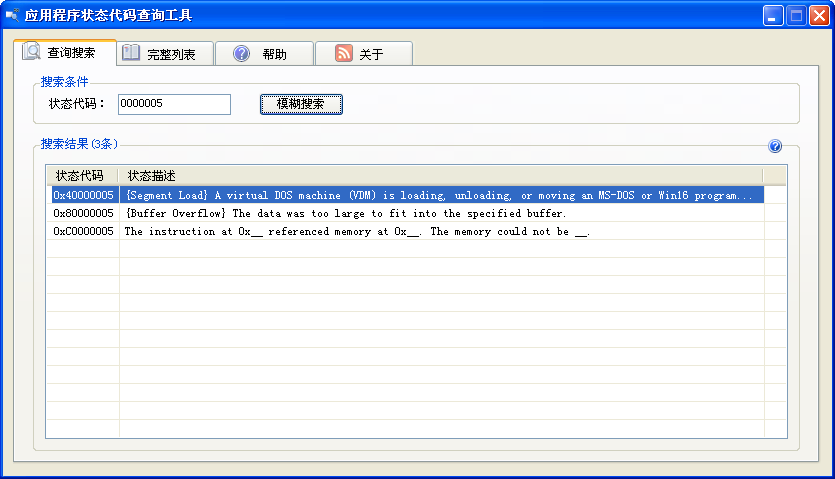 应用程序状态代码查询工具
查询搜索 完整列表 帮助 关于
搜索条件
状态代码： 0000005 模糊搜索
搜索结果(3条)
状态代码 状态描述
0x40000005 {Segment Load} A virtual DOS machine (VDM) is loading, unloading, or moving an MS-DOS or Win16 program...
0x80000005 {Buffer Overflow} The data was too large to fit into the specified buffer.
0xC0000005 The instruction at 0x__ referenced memory at 0x__. The memory could not be __.